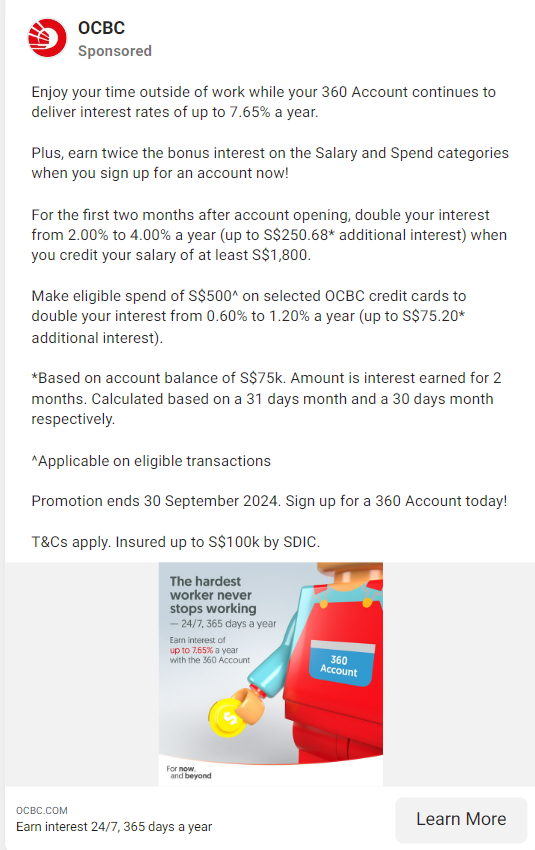 OCBC
Sponsored
Enjoy your time outside of work while your 360 Account continues to
deliver interest rates of up to 7.65% a year.
Plus, earn twice the bonus interest on the Salary and Spend categories
when you sign up for an account now!
For the first two months after account opening, double your interest
from 2.00% to 4.00% a year (up to S$250.68* additional interest) when
you credit your salary of at least S$1,800.
Make eligible spend of S$500^ on selected OCBC credit cards to
double your interest from 0.60% to 1.20% a year (up to S$75.20*
additional interest).
*Based on account balance of S$75k. Amount is interest earned for 2
months. Calculated based on a 31 days month and a 30 days month
respectively.
^Applicable on eligible transactions
Promotion ends 30 September 2024. Sign up for a 360 Account today!
T&Cs apply. Insured up to S$100k by SDIC.
The hardest
worker never
stops working
— 24/7, 365 days a year
Earn interest of
up to 7.65% a year
with the 360 Account
360
Account
$
For now,
and beyond
OCBC.COM
Earn interest 24/7, 365 days a year
Learn More